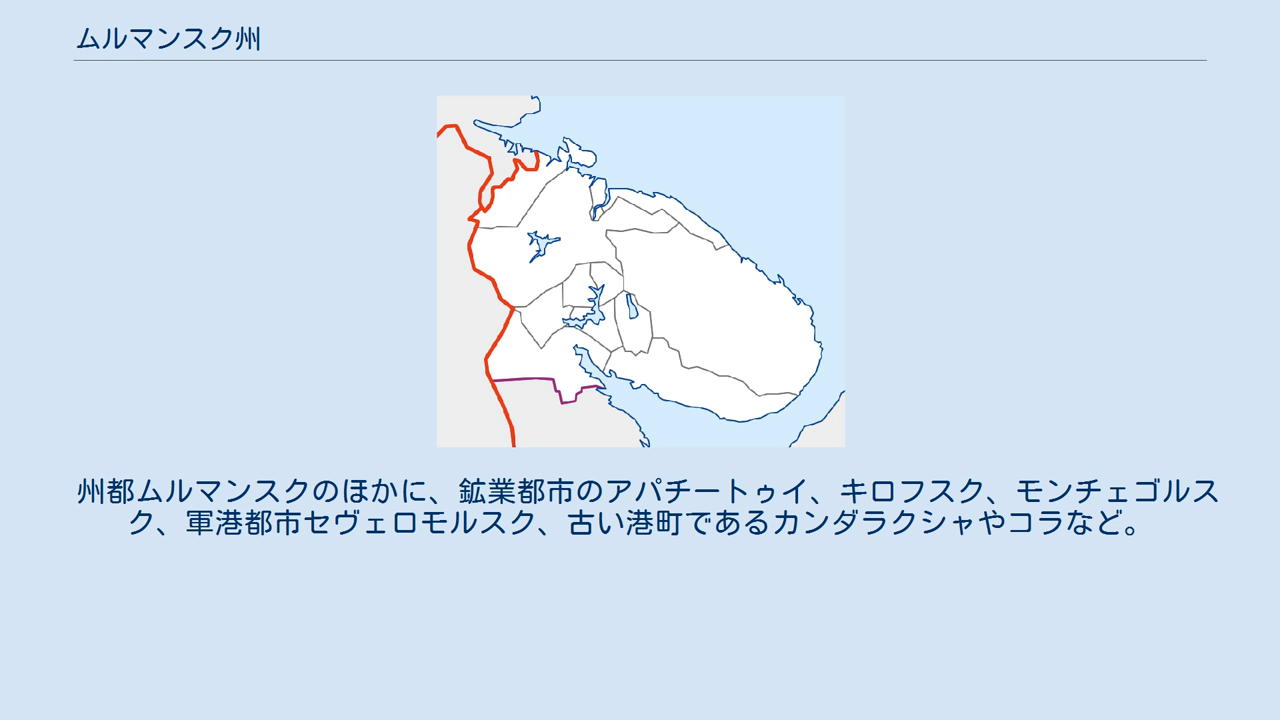 ムルマンスク州
州都ムルマンスクのほかに、鉱業都市のアパチートゥイ、キロフスク、モンチェゴルス
ク、軍港都市セヴェロモルスク、古い港町であるカンダラクシャやコラなど。